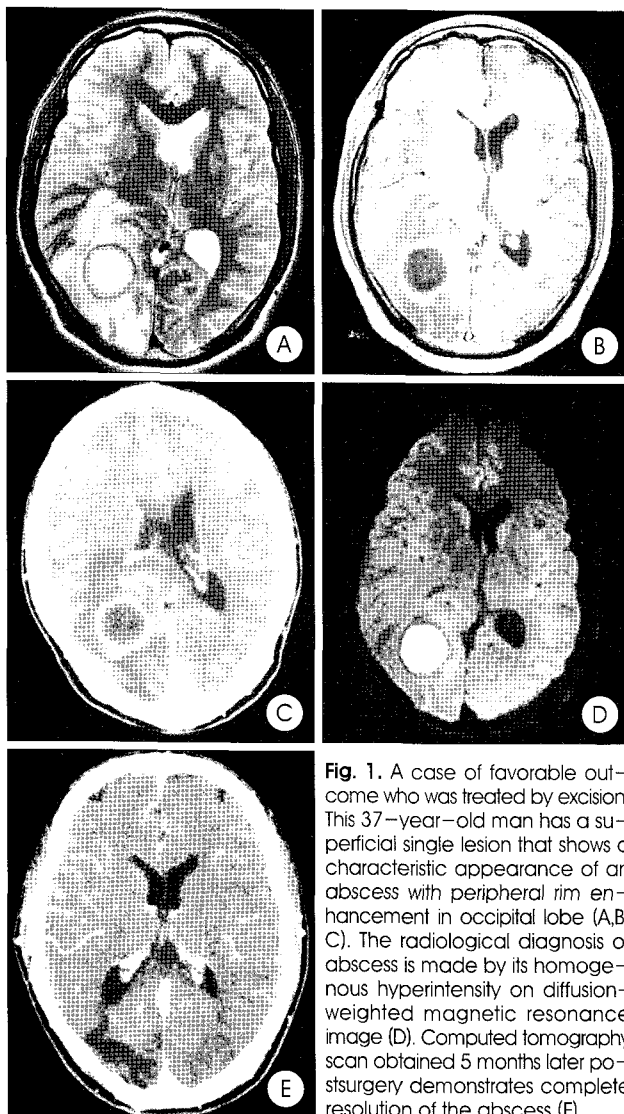 A
B
C
D
E
Fig. 1. A case of favorable out-
come who was treated by excision
This 37-year-old man has a su-
perficial single lesion that shows a
characteristic appearance of an
abscess with peripheral rim en-
hancement in occipital lobe (A,B
C). The radiological diagnosis o
abscess is made by its homoge-
nous hyperintensity on diffusion-
weighted magnetic resonance
image (D). Computed tomography
scan obtained 5 months later po-
stsurgery demonstrates complete
resolution of the abscess (E)